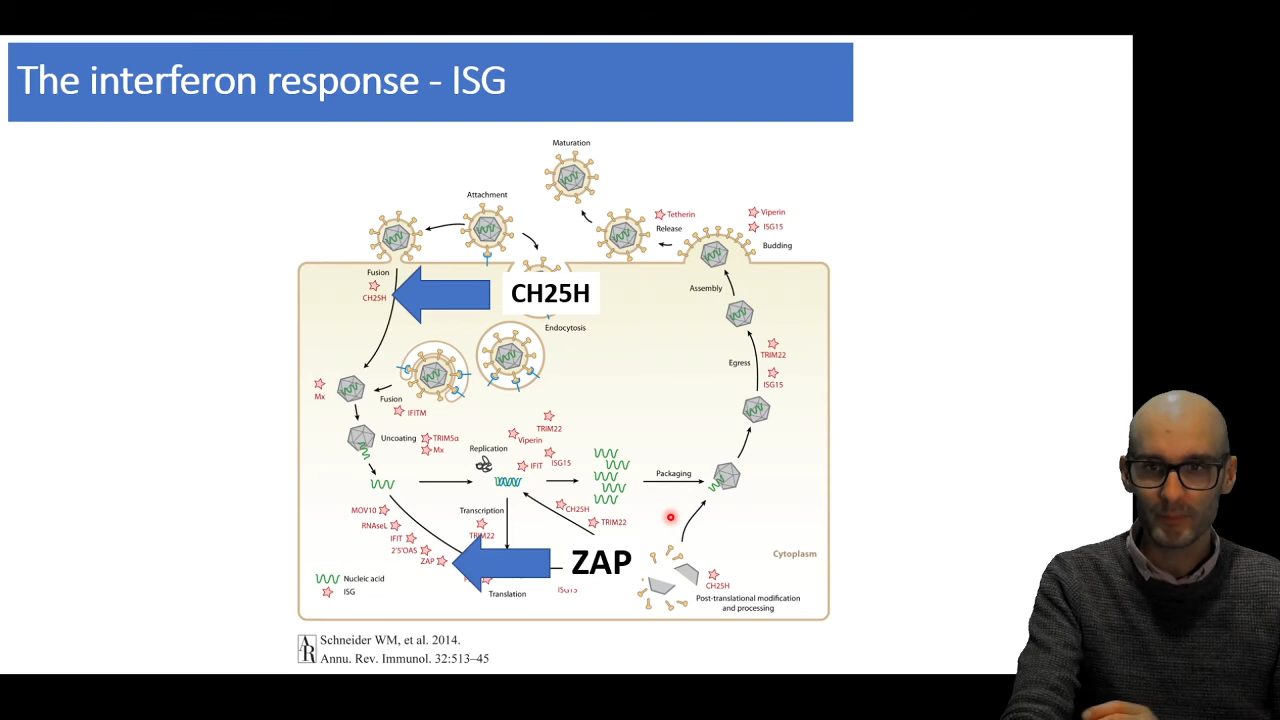 The interferon response - ISG
Maturation
Attachment
Tetherin
Release
Viperin
ISG15
Budding
Fusion
CH25H
CH25H
Assembly
Endocytosis
TRIM22
Egress
ISG15
Mx
Fusion
IFITM
Uncoating
TRIM5α
Mx
TRIM22
Viperin
Replication
IFIT
ISG15
Packaging
MOV10
Transcription
CH25H
RNAseL
TRIM22
TRIM22
IFIT
2'5'OAS
ZAP
ZAP
Cytoplasm
Nucleic acid
ISG
Translation
ISG15
CH25H
Post-translational modification
and processing
AR
Schneider WM, et al. 2014.
Annu. Rev. Immunol. 32:513–45